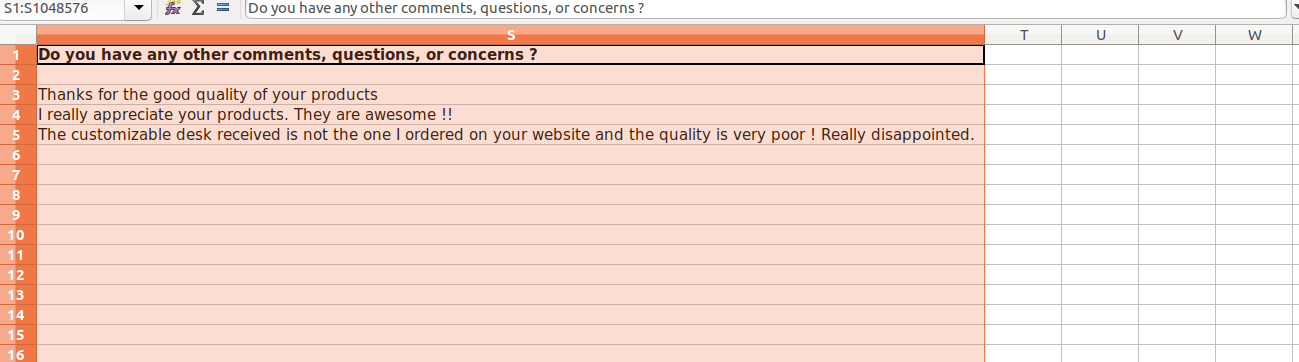 S1:S1048576 fx Σ = Do you have any other comments, questions, or concerns ?
S T U V W
1 Do you have any other comments, questions, or concerns ?
2
3 Thanks for the good quality of your products
4 I really appreciate your products. They are awesome !!
5 The customizable desk received is not the one I ordered on your website and the quality is very poor ! Really disappointed.
6
7
8
9
10
11
12
13
14
15
16